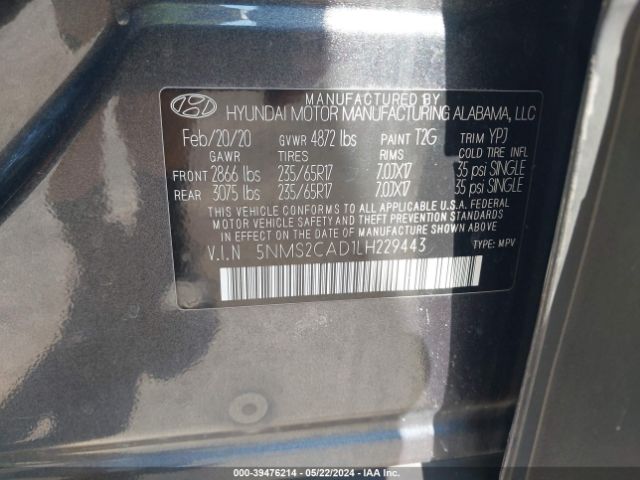 MANUFACTURED BY
HYUNDAI MOTOR MANUFACTURING ALABAMA, LLC
Feb/20/20 GVWR 4872 lbs PAINT T2G TRIM YPJ
GAWR TIRES RIMS COLD TIRE INFL
FRONT 2866 lbs 235/65R17 7.0JX17 35 psi SINGLE
REAR 3075 lbs 235/65R17 7.0JX17 35 psi SINGLE
THIS VEHICLE CONFORMS TO ALL APPLICABLE U.S. FEDERAL
MOTOR VEHICLE SAFETY AND THEFT PREVENTION STANDARDS
IN EFFECT ON THE DATE OF MANUFACTURE SHOWN ABOVE.
V.I.N 5NMS2CAD1LH229443 TYPE: MPV
000-39476214 - 05/22/2024 - IAA Inc.